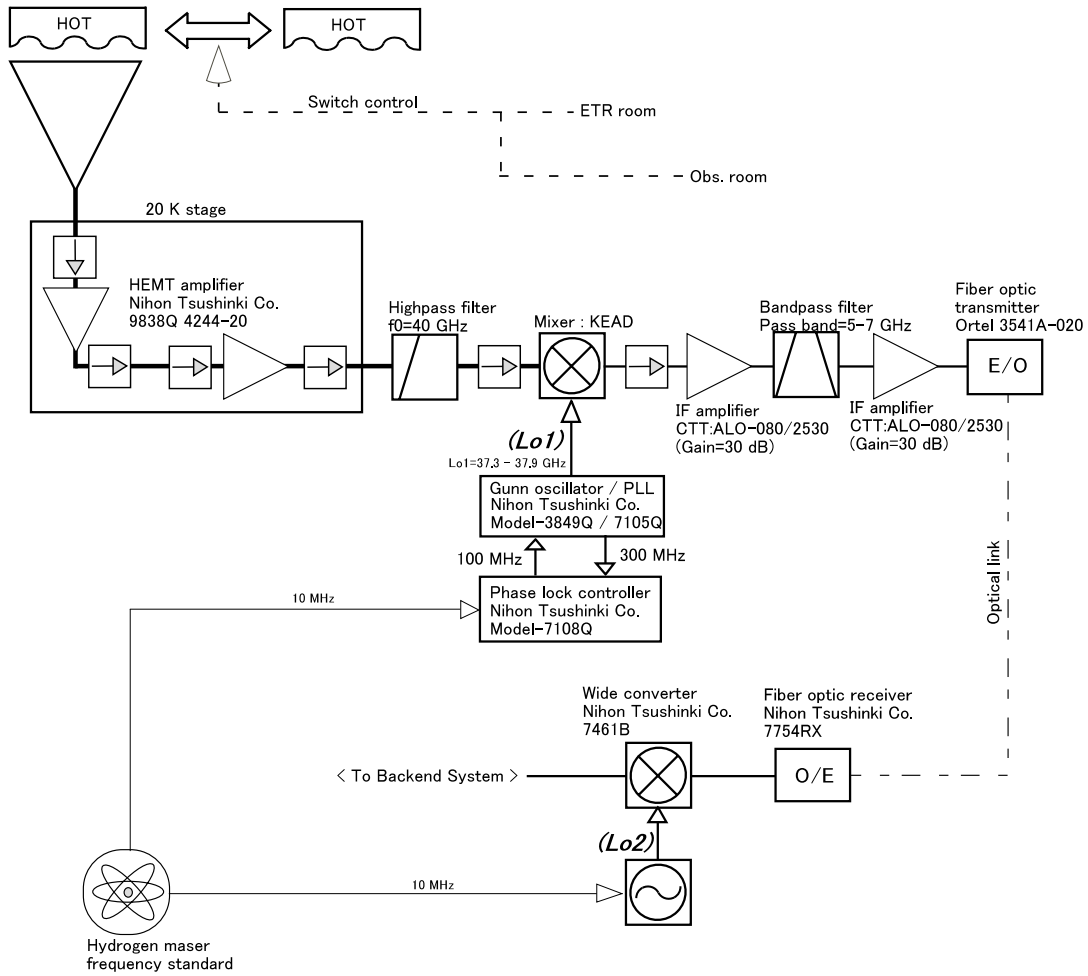 HOT
HOT
Switch control
ETR room
Obs. room
20 K stage
HEMT amplifier
Nihon Tsushinki Co.
9838Q 4244-20
Highpass filter
f0=40 GHz
Mixer : KEAD
Bandpass filter
Pass band=5-7 GHz
Fiber optic
transmitter
Ortel 3541A-020
E/O
IF amplifier
CTT:ALO-080/2530
(Gain=30 dB)
IF amplifier
CTT:ALO-080/2530
(Gain=30 dB)
(Lo1)
Lo1=37.3 - 37.9 GHz
Gunn oscillator / PLL
Nihon Tsushinki Co.
Model-3849Q / 7105Q
100 MHz
300 MHz
10 MHz
Phase lock controller
Nihon Tsushinki Co.
Model-7108Q
Optical link
Wide converter
Nihon Tsushinki Co.
7461B
Fiber optic receiver
Nihon Tsushinki Co.
7754RX
< To Backend System >
O/E
(Lo2)
10 MHz
Hydrogen maser
frequency standard